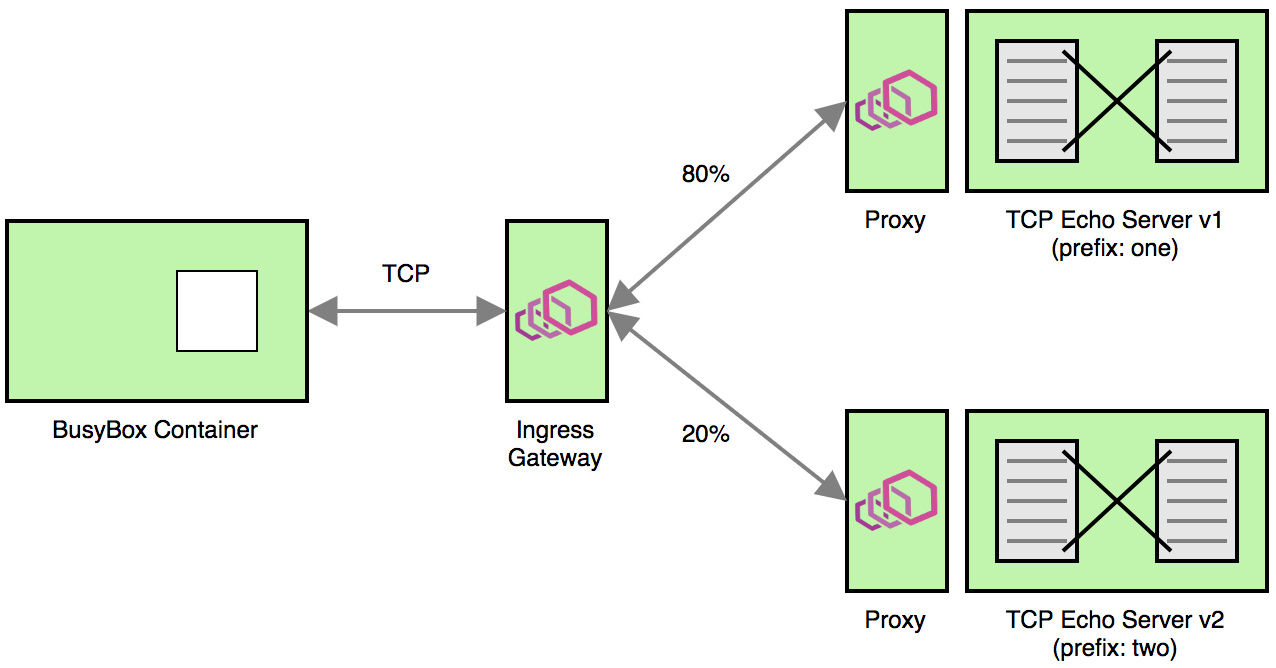 80%
Proxy
TCP Echo Server v1
(prefix: one)
TCP
BusyBox Container
Ingress
Gateway
20%
Proxy
TCP Echo Server v2
(prefix: two)